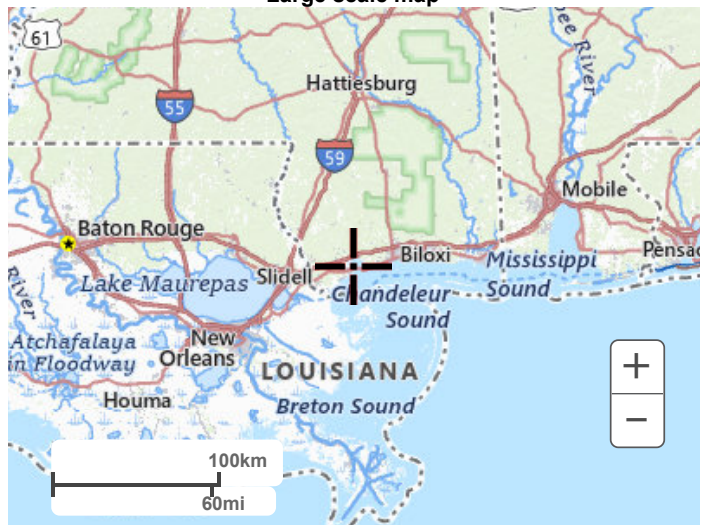 Large scale map
61
55
Hattiesburg
59
Mobile
Baton Rouge
Biloxi
Mississippi
Sound
Lake Maurepas
Slidell
Chandeleur
Sound
River
Atchafalaya
in Floodway
New
Orleans
LOUISIANA
Houma
Breton Sound
+
−
100km
60mi